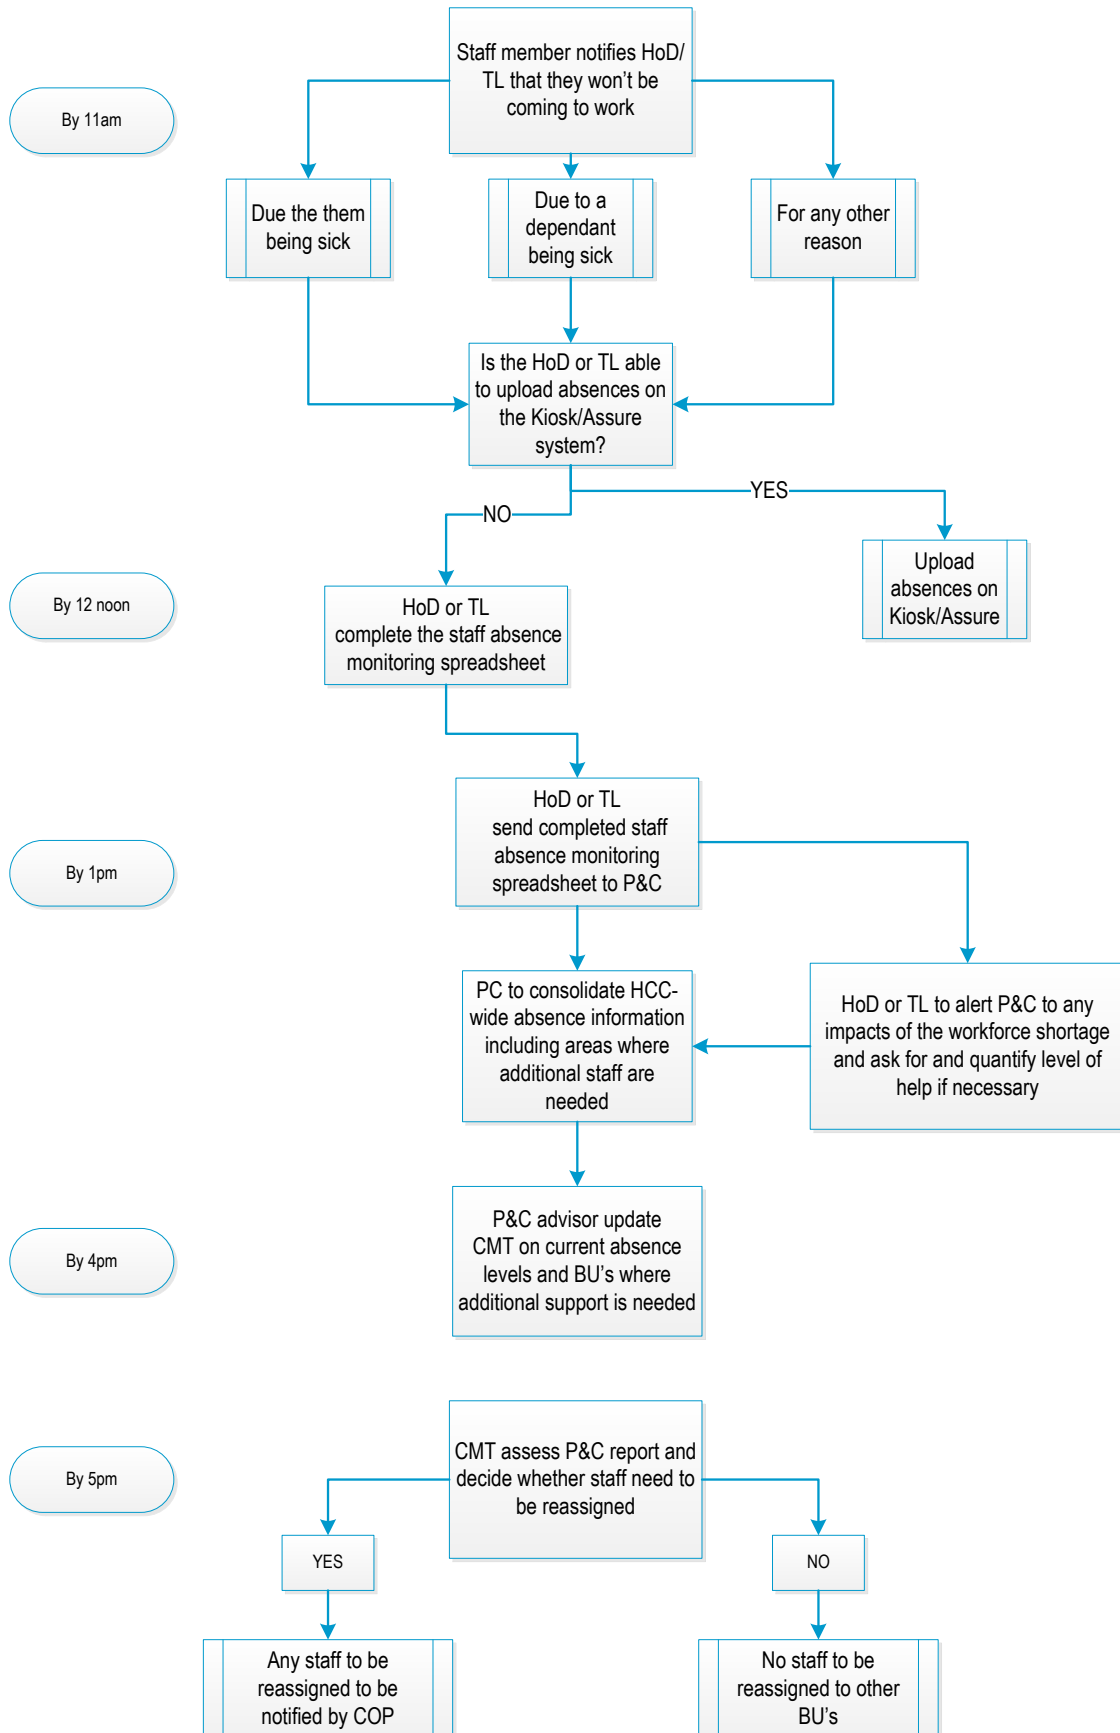 Staff member notifies HoD/
TL that they won't be
coming to work
By 11am
Due the them
being sick
Due to a
dependant
being sick
For any other
reason
Is the HoD or TL able
to upload absences on
the Kiosk/Assure
system?
YES
NO
Upload
absences on
Kiosk/Assure
By 12 noon
HoD or TL
complete the staff absence
monitoring spreadsheet
By 1pm
HoD or TL
send completed staff
absence monitoring
spreadsheet to P&C
PC to consolidate HCC-
wide absence information
including areas where
additional staff are
needed
HoD or TL to alert P&C to any
impacts of the workforce shortage
and ask for and quantify level of
help if necessary
By 4pm
P&C advisor update
CMT on current absence
levels and BU's where
additional support is needed
By 5pm
CMT assess P&C report and
decide whether staff need to
be reassigned
YES
NO
Any staff to be
reassigned to be
notified by COP
No staff to be
reassigned to other
BU's